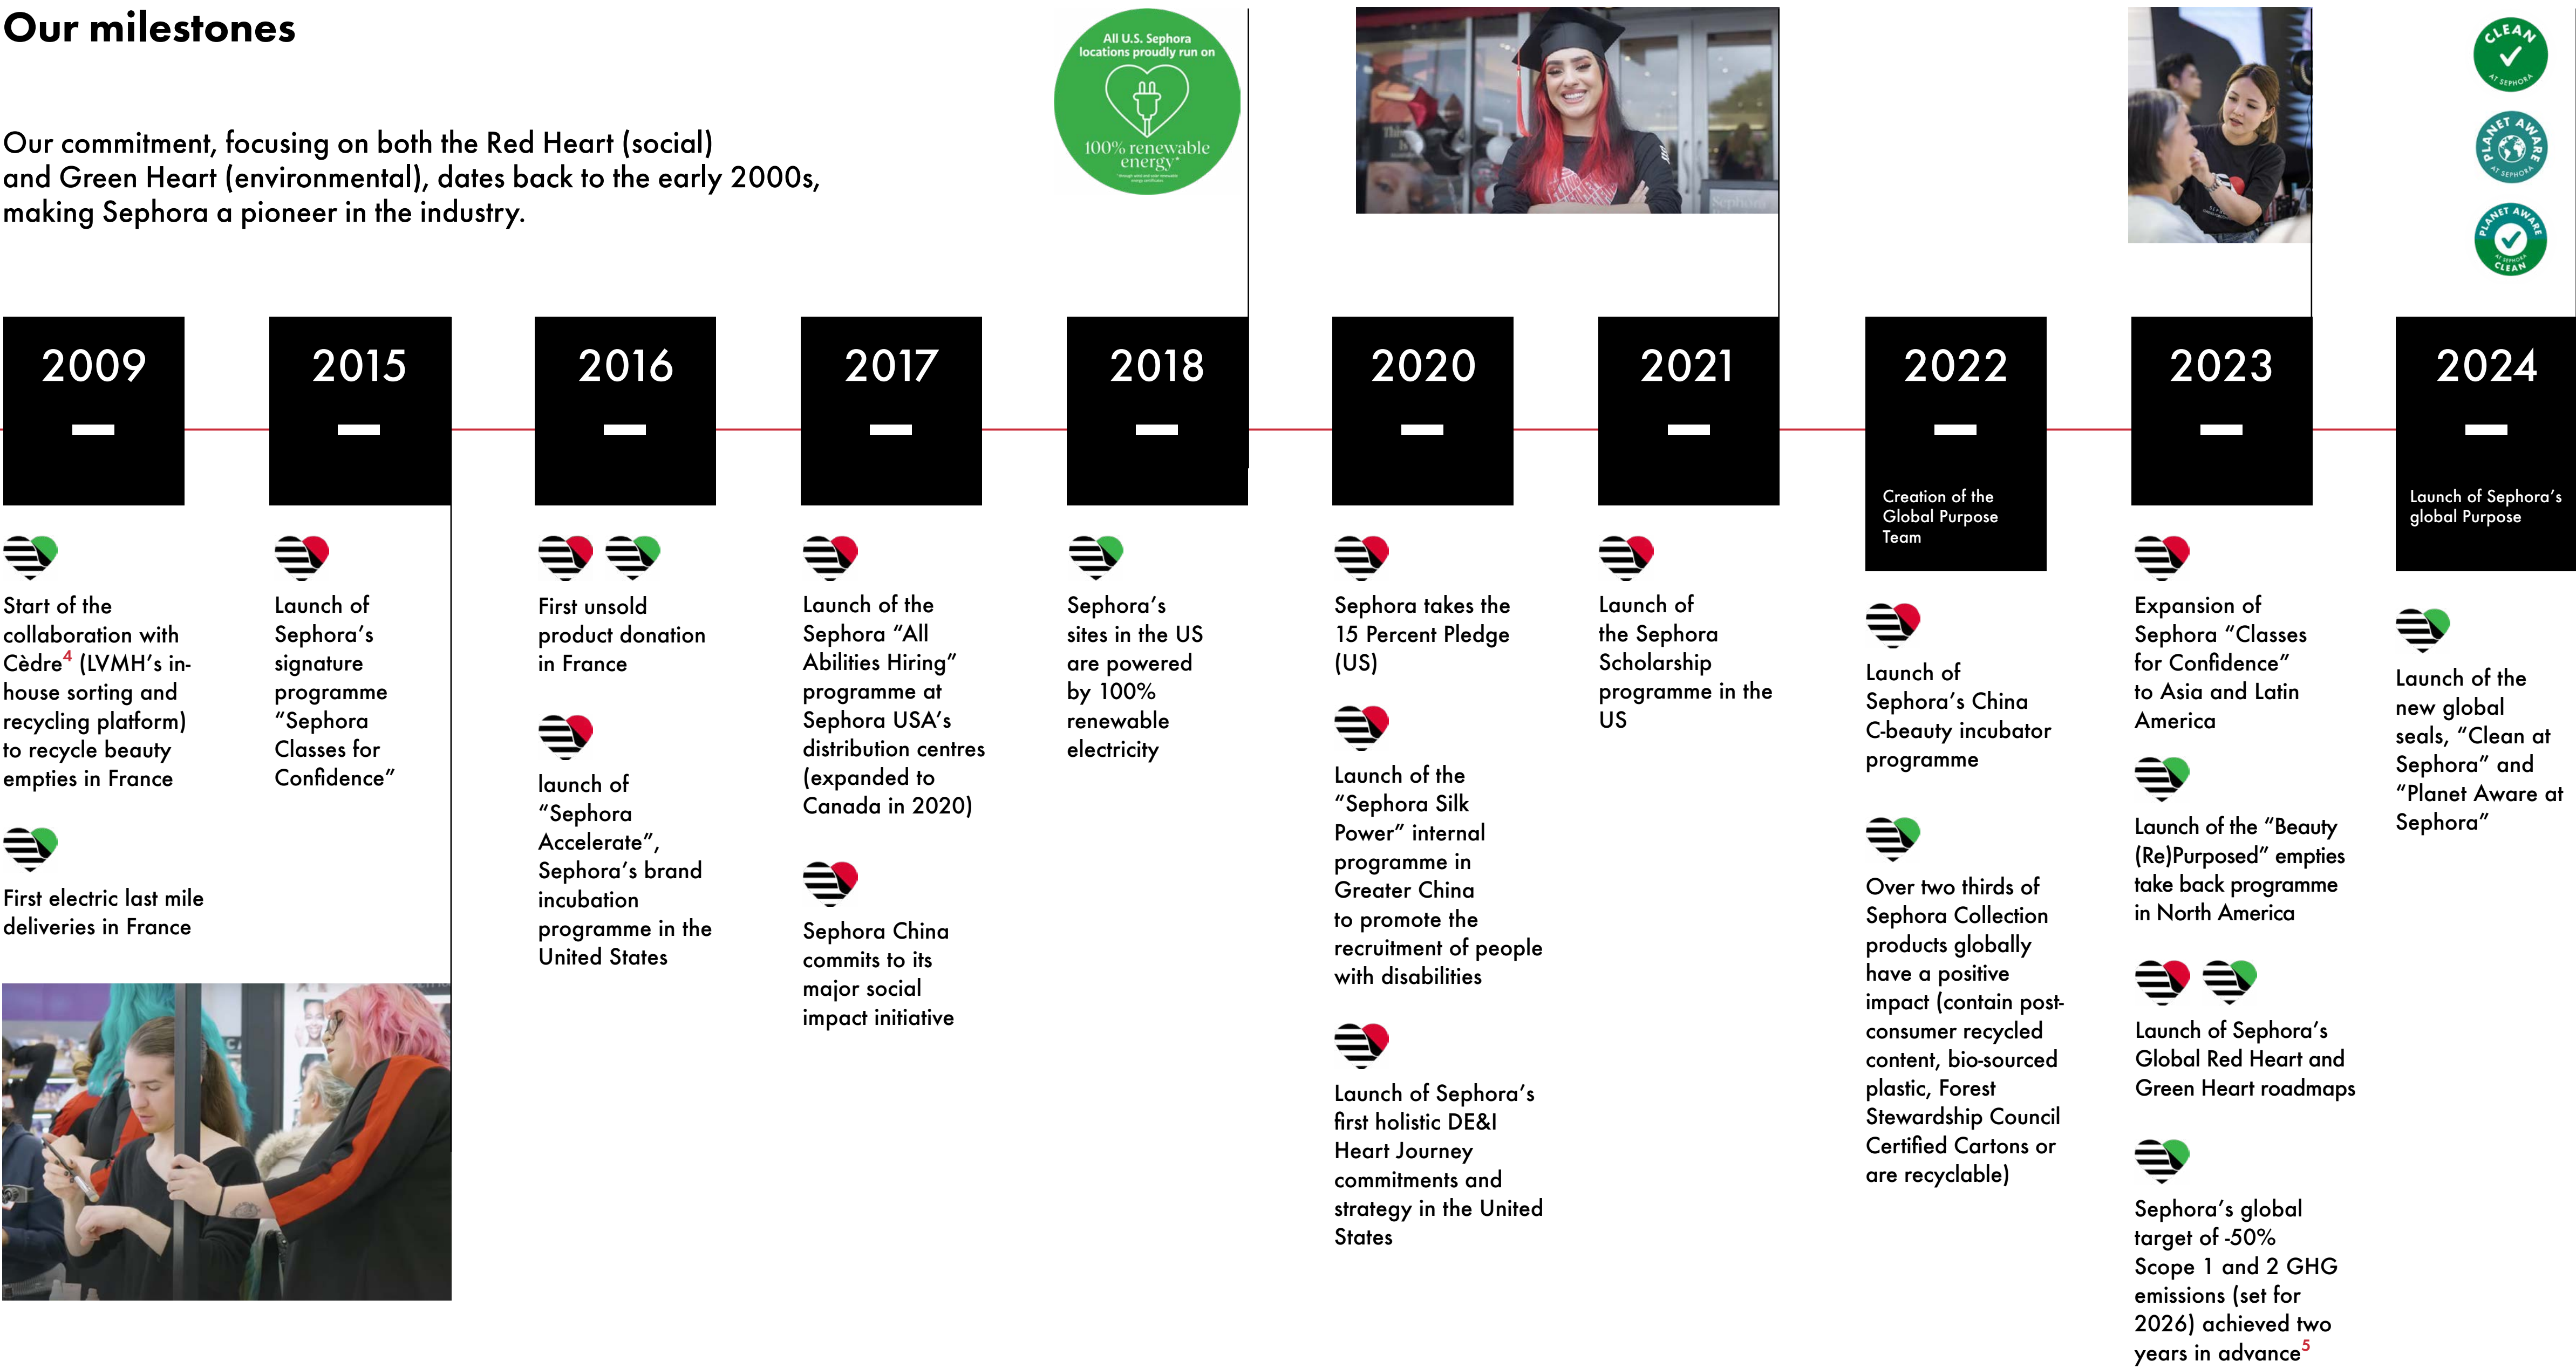 Our milestones
Our commitment, focusing on both the Red Heart (social)
and Green Heart (environmental), dates back to the early 2000s,
making Sephora a pioneer in the industry.
All U.S. Sephora
locations proudly run on
100% renewable
energy*
CLEAN
AT SEPHORA
PLANET AWARE
AT SEPHORA
PLANET AWARE
AT SEPHORA
CLEAN
2009
Start of the
collaboration with
Cèdre4 (LVMH's in-
house sorting and
recycling platform)
to recycle beauty
empties in France
First electric last mile
deliveries in France
2015
Launch of
Sephora's
signature
programme
“Sephora
Classes for
Confidence”
2016
First unsold
product donation
in France
launch of
“Sephora
Accelerate”,
Sephora's brand
incubation
programme in the
United States
2017
Launch of the
Sephora “All
Abilities Hiring”
programme at
Sephora USA's
distribution centres
(expanded to
Canada in 2020)
Sephora China
commits to its
major social
impact initiative
2018
Sephora's
sites in the US
are powered
by 100%
renewable
electricity
2020
Sephora takes the
15 Percent Pledge
(US)
Launch of the
“Sephora Silk
Power” internal
programme in
Greater China
to promote the
recruitment of people
with disabilities
Launch of Sephora's
first holistic DE&I
Heart Journey
commitments and
strategy in the United
States
2021
Launch of
the Sephora
Scholarship
programme in the
US
2022
Creation of the
Global Purpose
Team
Launch of
Sephora's China
C-beauty incubator
programme
Over two thirds of
Sephora Collection
products globally
have a positive
impact (contain post-
consumer recycled
content, bio-sourced
plastic, Forest
Stewardship Council
Certified Cartons or
are recyclable)
2023
Expansion of
Sephora “Classes
for Confidence”
to Asia and Latin
America
Launch of the “Beauty
(Re)Purposed” empties
take back programme
in North America
Launch of Sephora's
Global Red Heart and
Green Heart roadmaps
Sephora's global
target of -50%
Scope 1 and 2 GHG
emissions (set for
2026) achieved two
years in advance5
2024
Launch of Sephora's
global Purpose
Launch of the
new global
seals, “Clean at
Sephora” and
“Planet Aware at
Sephora”